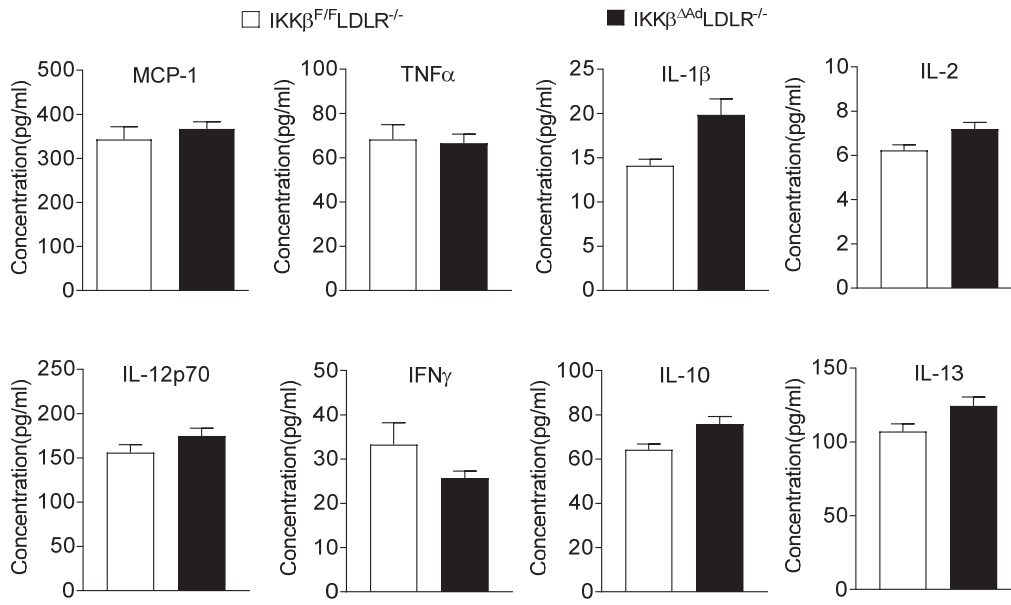 IKKβF/FLDLR-/- IKKβΔAdLDLR-/-
MCP-1
Concentration(pg/ml)
500
400
300
200
100
0
TNFα
Concentration(pg/ml)
100
80
60
40
20
0
IL-1β
Concentration(pg/ml)
25
20
15
10
5
0
IL-2
Concentration(pg/ml)
8
6
4
2
0
IL-12p70
Concentration(pg/ml)
250
200
150
100
50
0
IFNγ
Concentration(pg/ml)
50
40
30
20
10
0
IL-10
Concentration(pg/ml)
100
80
60
40
20
0
IL-13
Concentration(pg/ml)
150
100
50
0